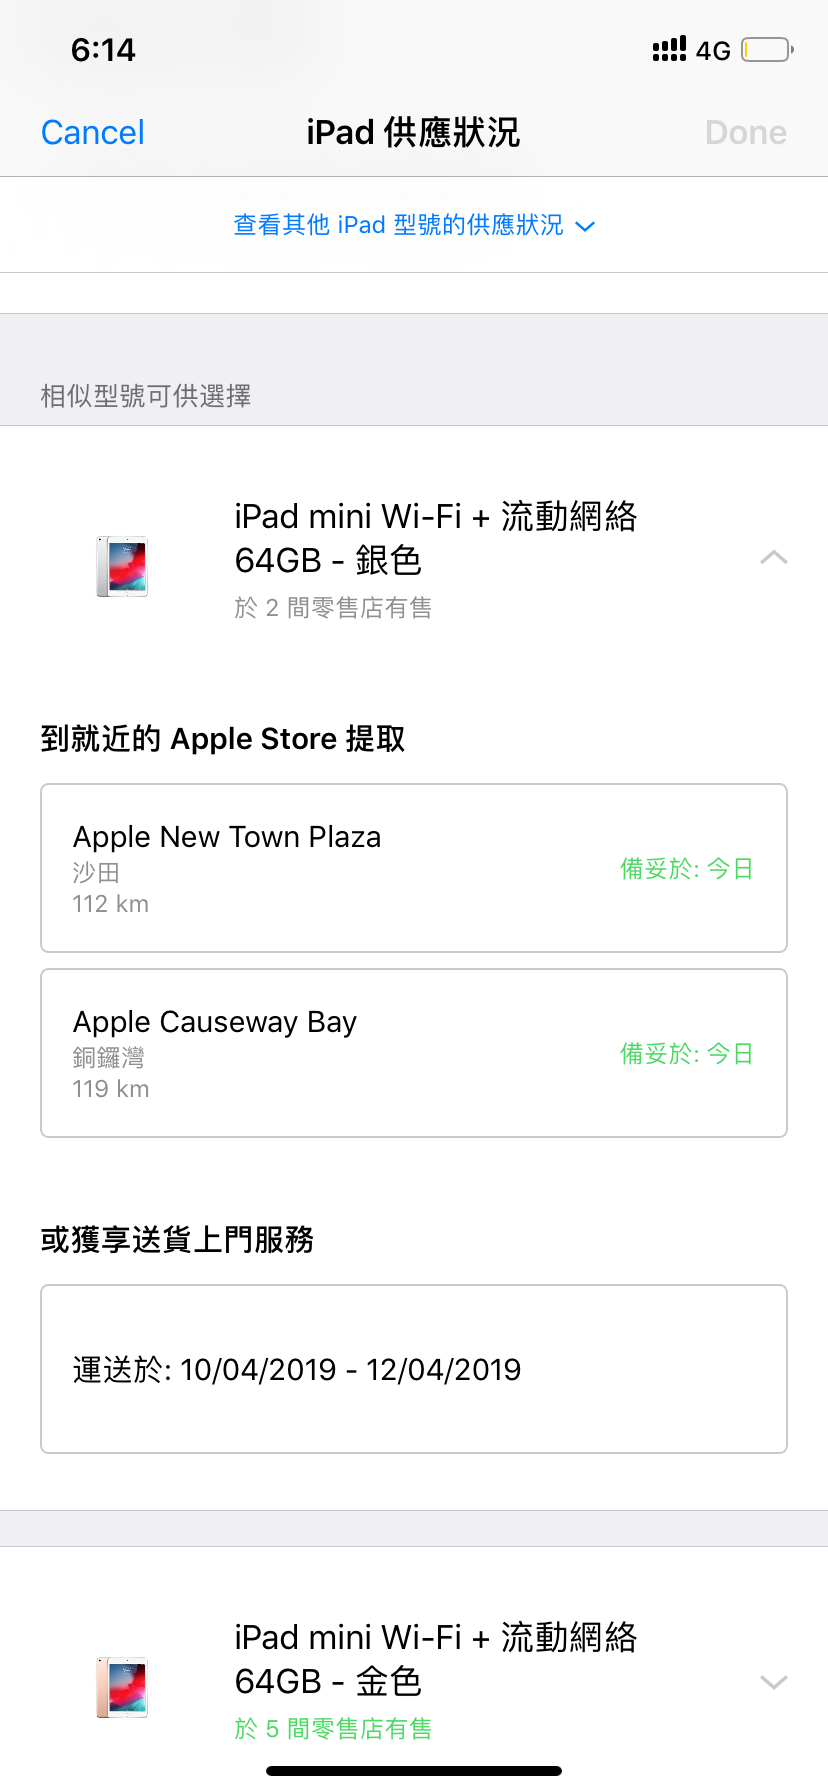 6:14
4G
Cancel
iPad 供應狀況
Done
查看其他 iPad 型號的供應狀況
相似型號可供選擇
iPad mini Wi-Fi + 流動網絡
64GB - 銀色
於 2 間零售店有售
到就近的 Apple Store 提取
Apple New Town Plaza
沙田
112 km
備妥於: 今日
Apple Causeway Bay
銅鑼灣
119 km
備妥於: 今日
或獲享送貨上門服務
運送於: 10/04/2019 - 12/04/2019
iPad mini Wi-Fi + 流動網絡
64GB - 金色
於 5 間零售店有售